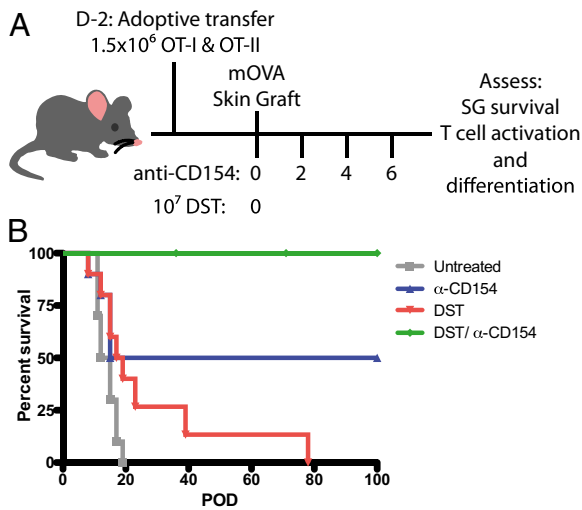 A
D-2: Adoptive transfer
1.5x10⁶ OT-I & OT-II
mOVA
Skin Graft
anti-CD154: 0 2 4 6
10⁷ DST: 0
Assess:
SG survival
T cell activation
and
differentiation
B
Percent survival
100
75
50
25
0
0 20 40 60 80 100
POD
Untreated
α-CD154
DST
DST/ α-CD154